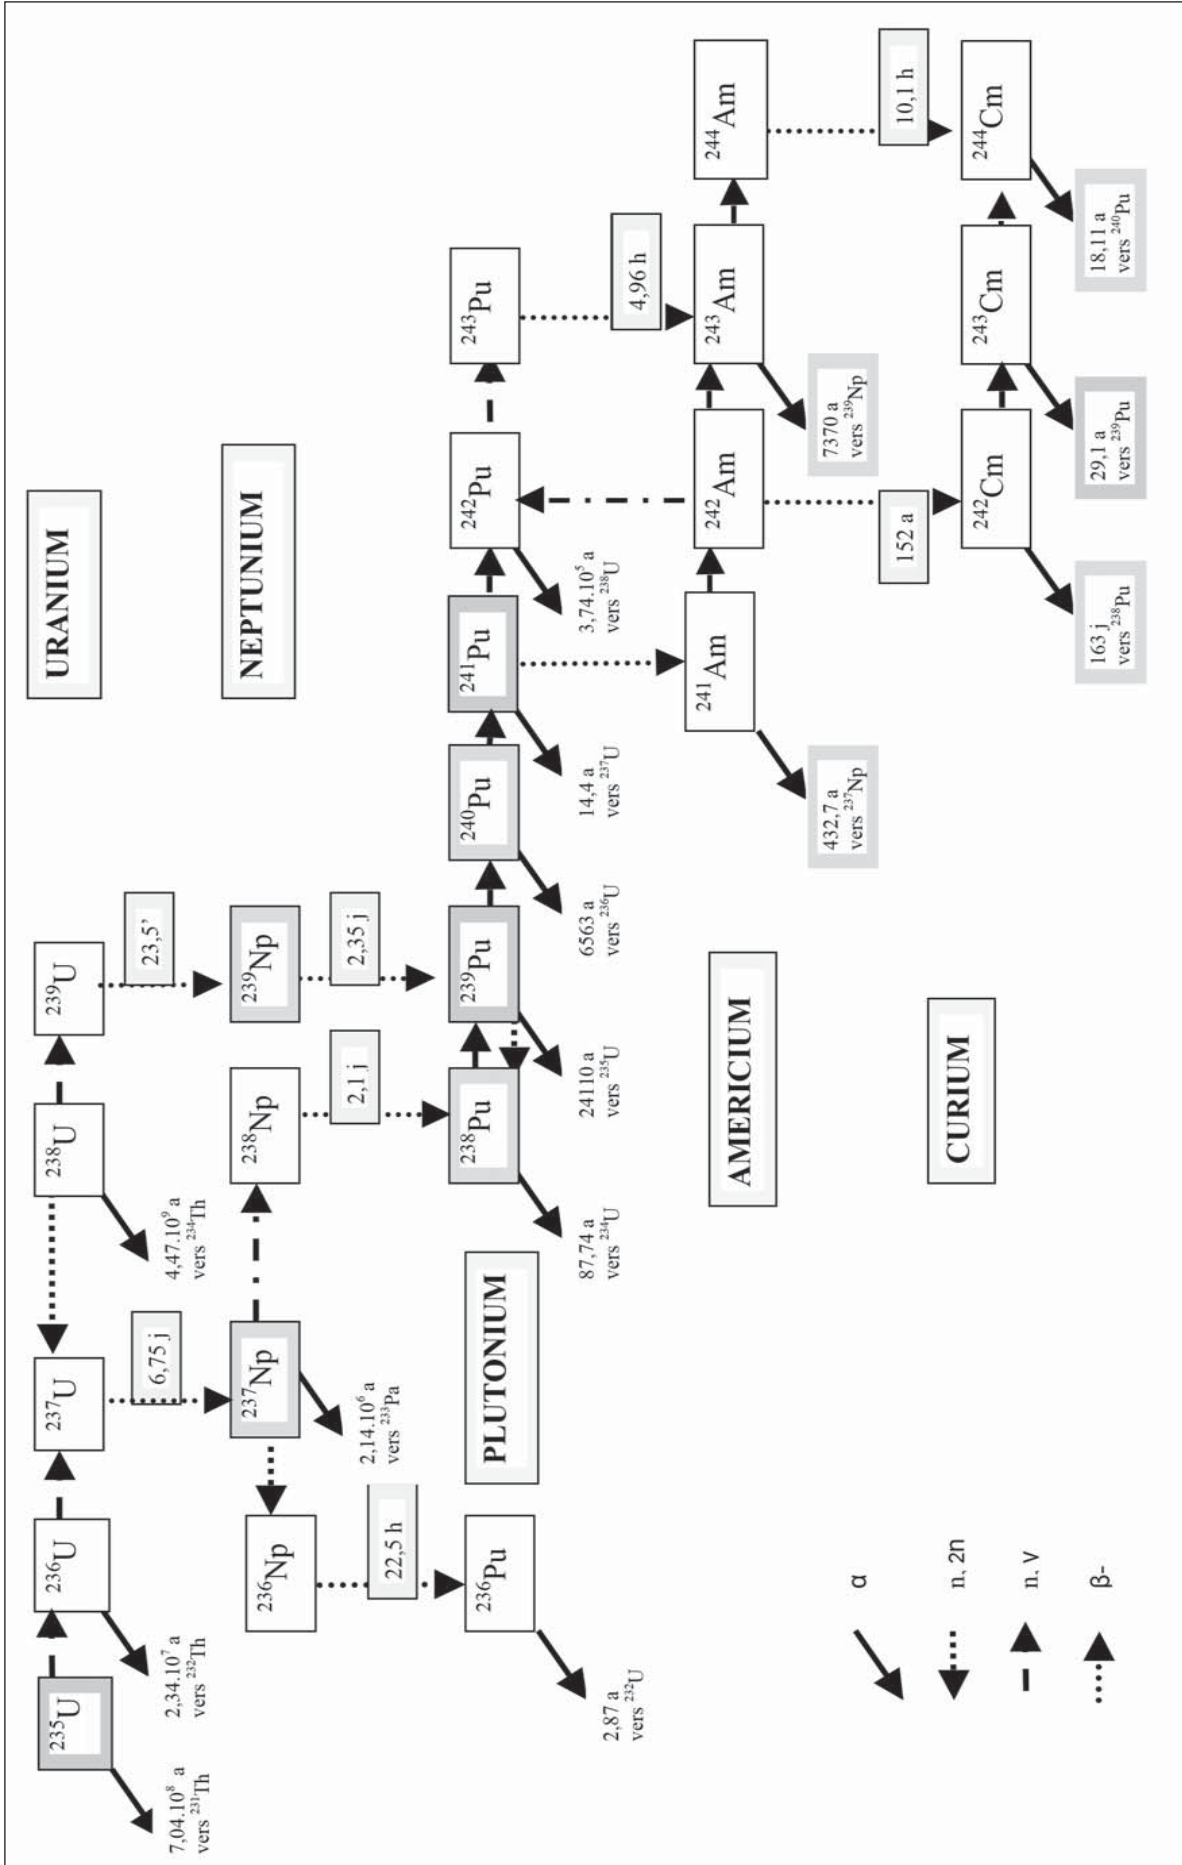 URANIUM
235U
236U
237U
238U
239U
7,04.10⁸ a
vers 231Th
2,34.10⁷ a
vers 232Th
6,75 j
4,47.10⁹ a
vers 234Th
23,5’
NEPTUNIUM
236Np
237Np
238Np
239Np
22,5 h
2,14.10⁶ a
vers 233Pa
2,1 j
2,35 j
PLUTONIUM
236Pu
238Pu
239Pu
240Pu
241Pu
242Pu
243Pu
2,87 a
vers 232U
87,74 a
vers 234U
24110 a
vers 235U
6563 a
vers 236U
14,4 a
vers 237U
3,74.10⁵ a
vers 238U
4,96 h
AMERICIUM
241Am
242Am
243Am
244Am
432,7 a
vers 237Np
152 a
7370 a
vers 239Np
10,1 h
CURIUM
242Cm
243Cm
244Cm
163 j
vers 238Pu
29,1 a
vers 239Pu
18,11 a
vers 240Pu
α
n, 2n
n, γ
β-